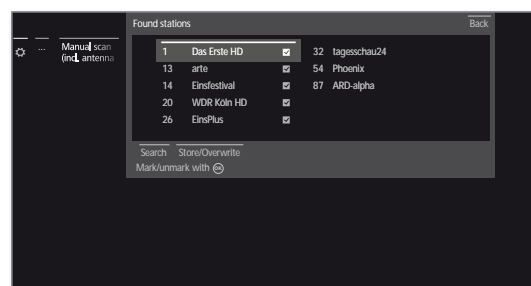 Found stations
Back
... Manual scan
(incl. antenna
1 Das Erste HD
13 arte
14 Einsfestival
20 WDR Köln HD
26 EinsPlus
32 tagesschau24
54 Phoenix
87 ARD-alpha
Search Store/Overwrite
Mark/unmark with OK